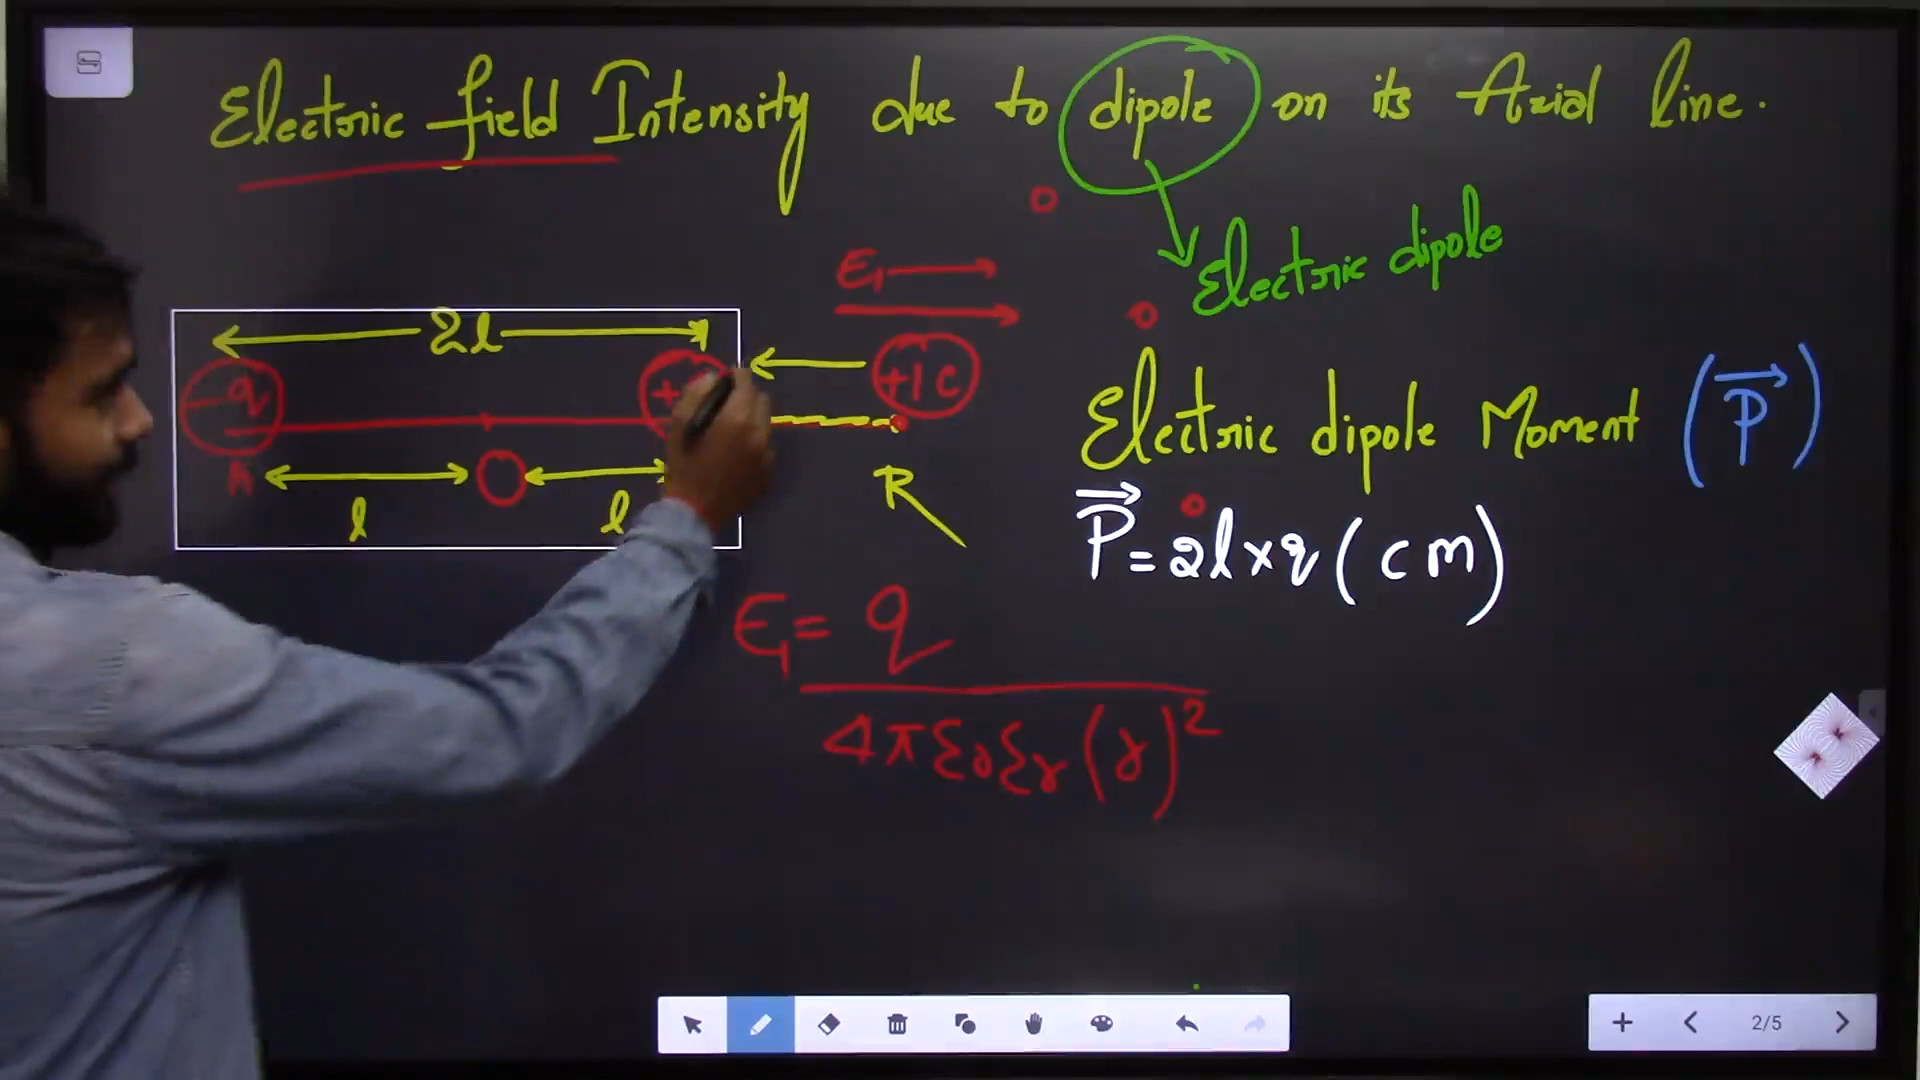 Electric field Intensity due to dipole on its Axial line.
Electric dipole
E₁
2l
-q
+1C
A
l
l
R
Electric dipole Moment (P⃗)
P⃗ = 2l×q (cm)
E₁ = q
4πε₀εr(r)²
2/5